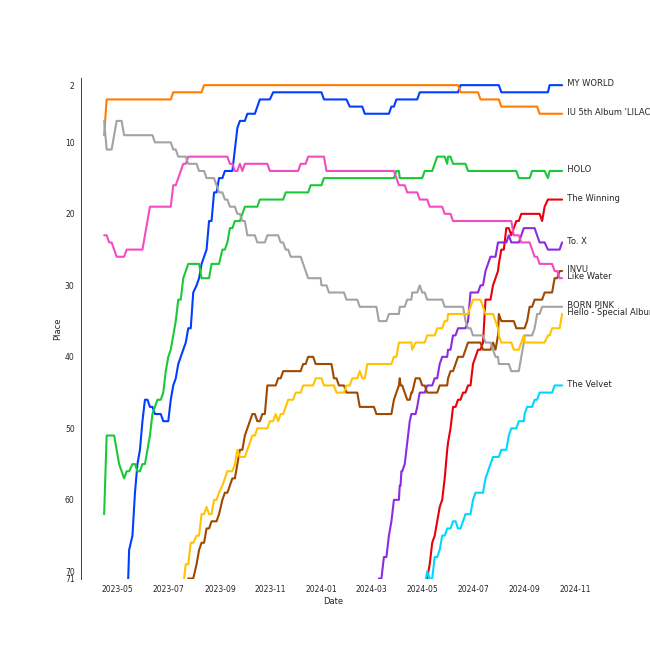 2
10
20
30
40
50
60
70
71
Place
2023-05
2023-07
2023-09
2023-11
2024-01
2024-03
2024-05
2024-07
2024-09
2024-11
Date
MY WORLD
IU 5th Album 'LILAC
HOLO
The Winning
To. X
INVU
Like Water
BORN PINK
Hello - Special Albu
The Velvet